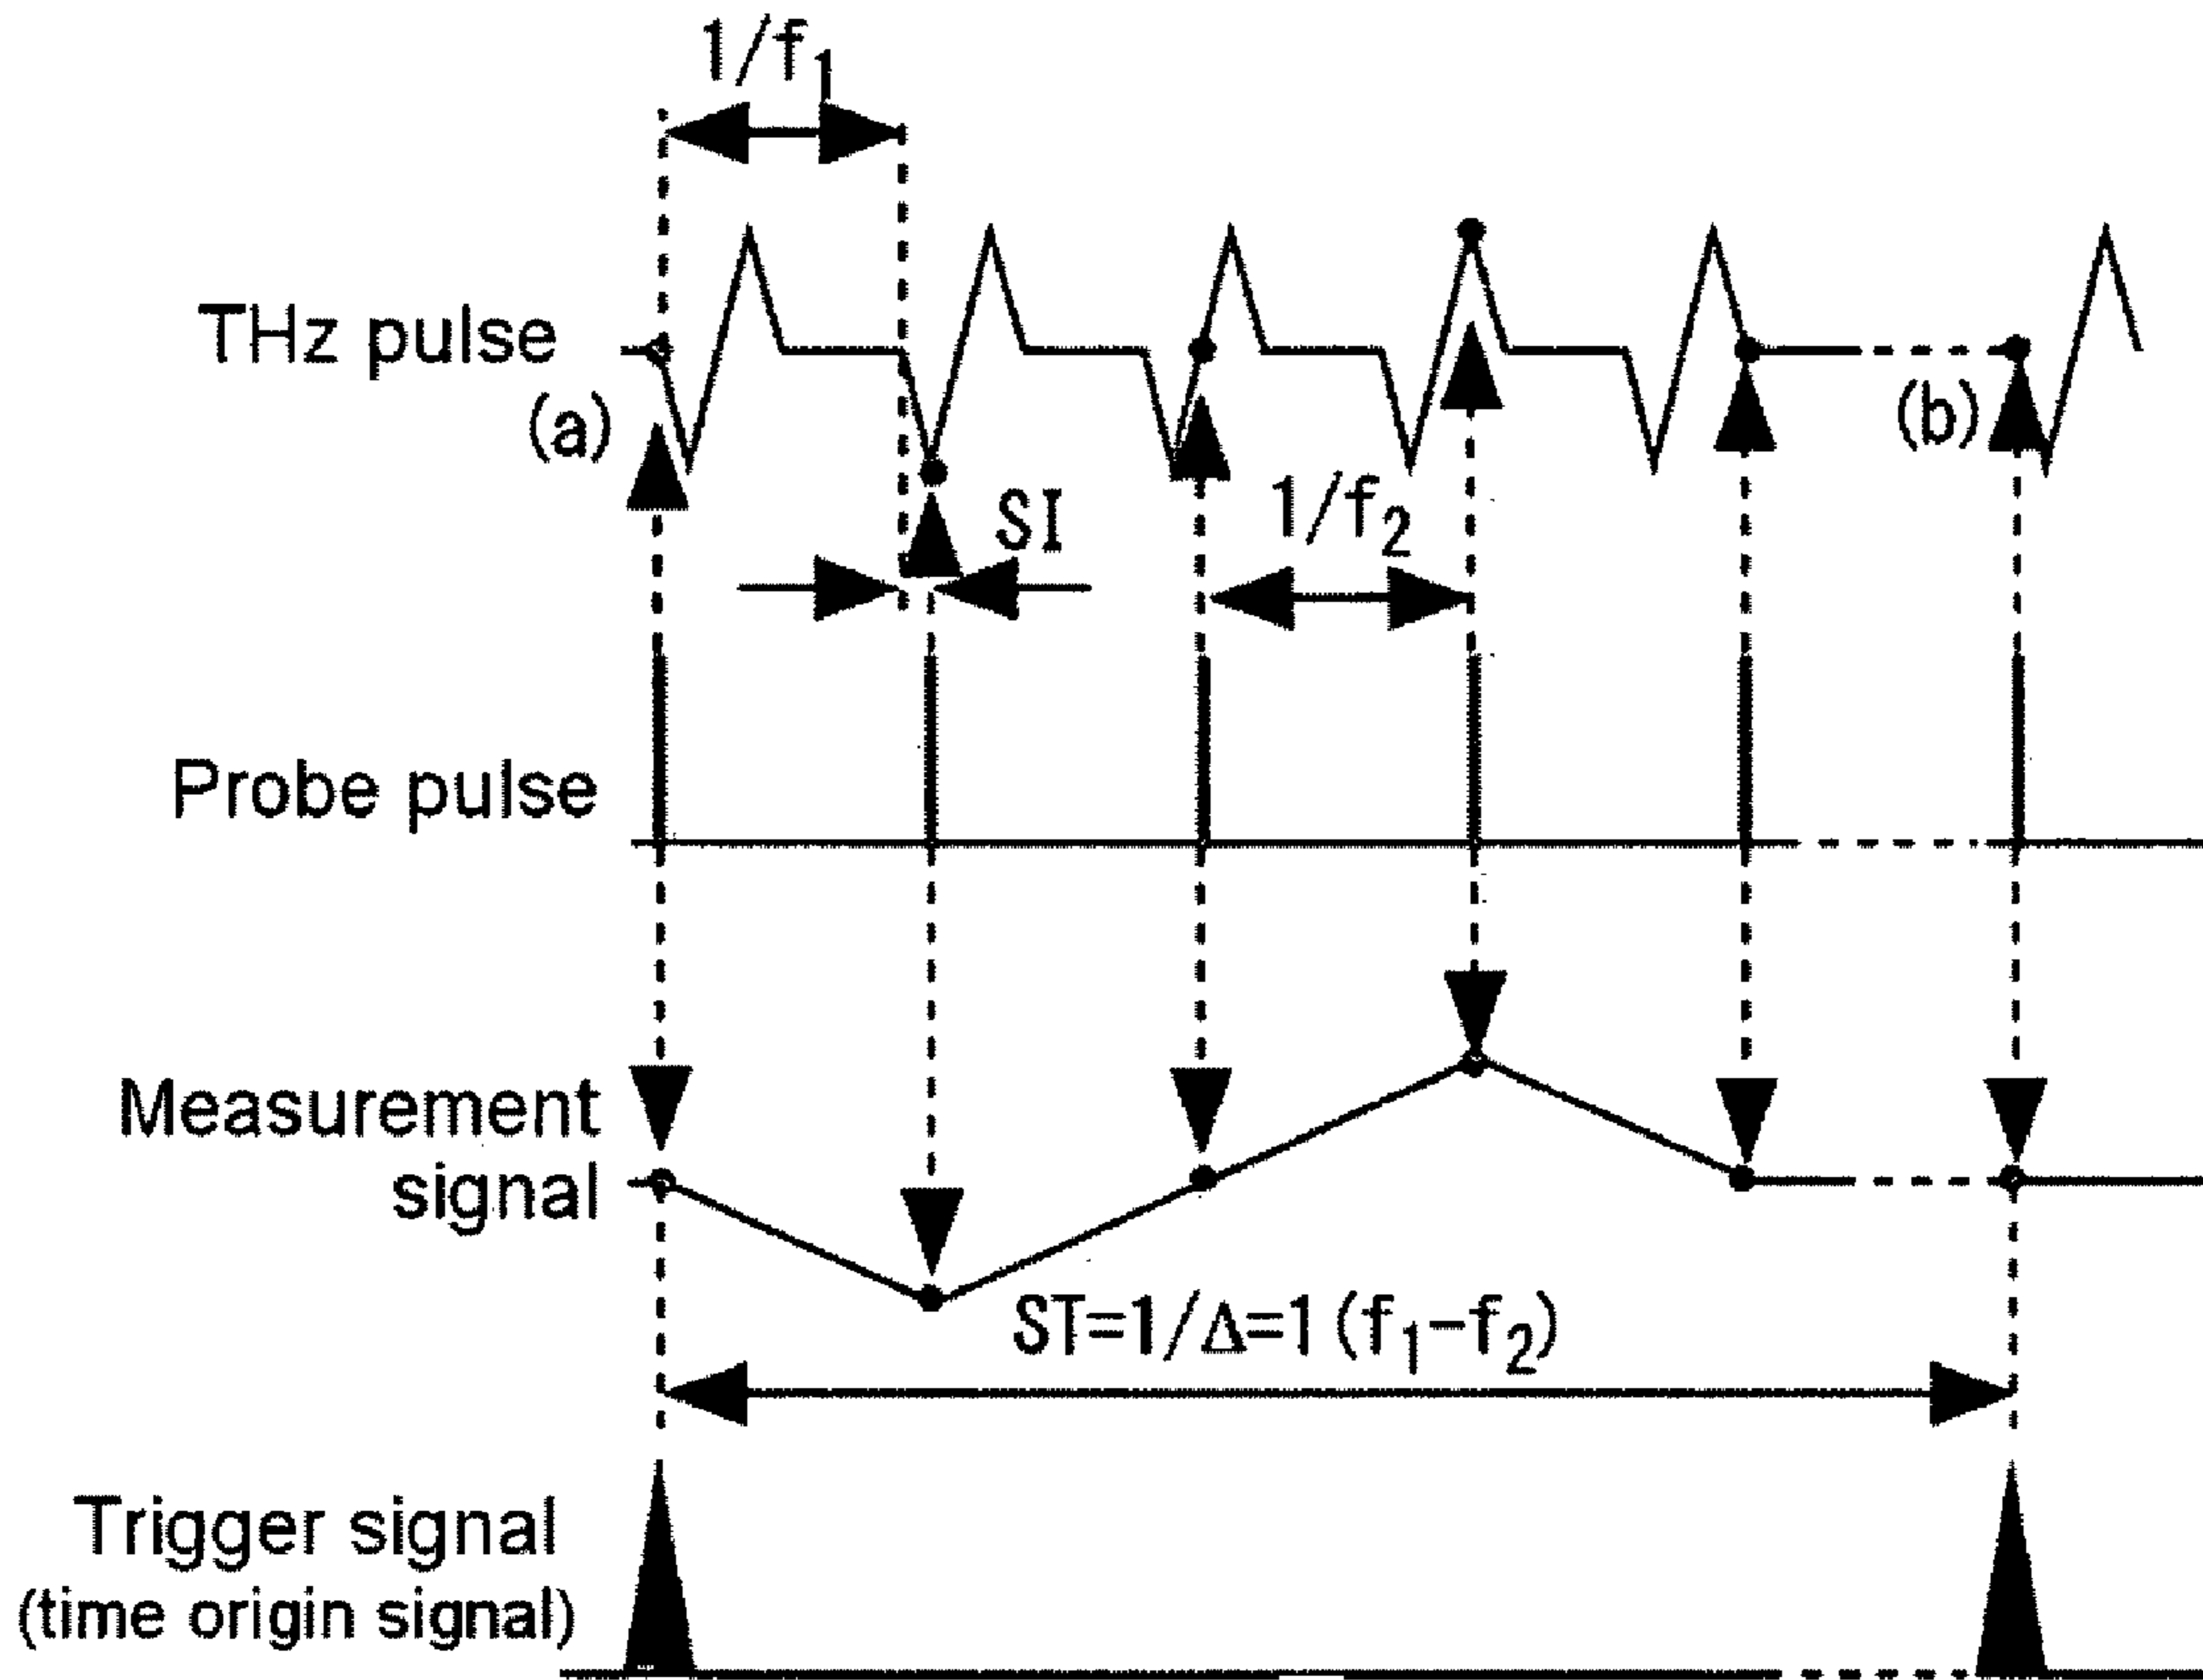 1/f1
THz pulse
(a)
(b)
SI
1/f2
Probe pulse
Measurement
signal
ST=1/Δ=1(f1-f2)
Trigger signal
(time origin signal)